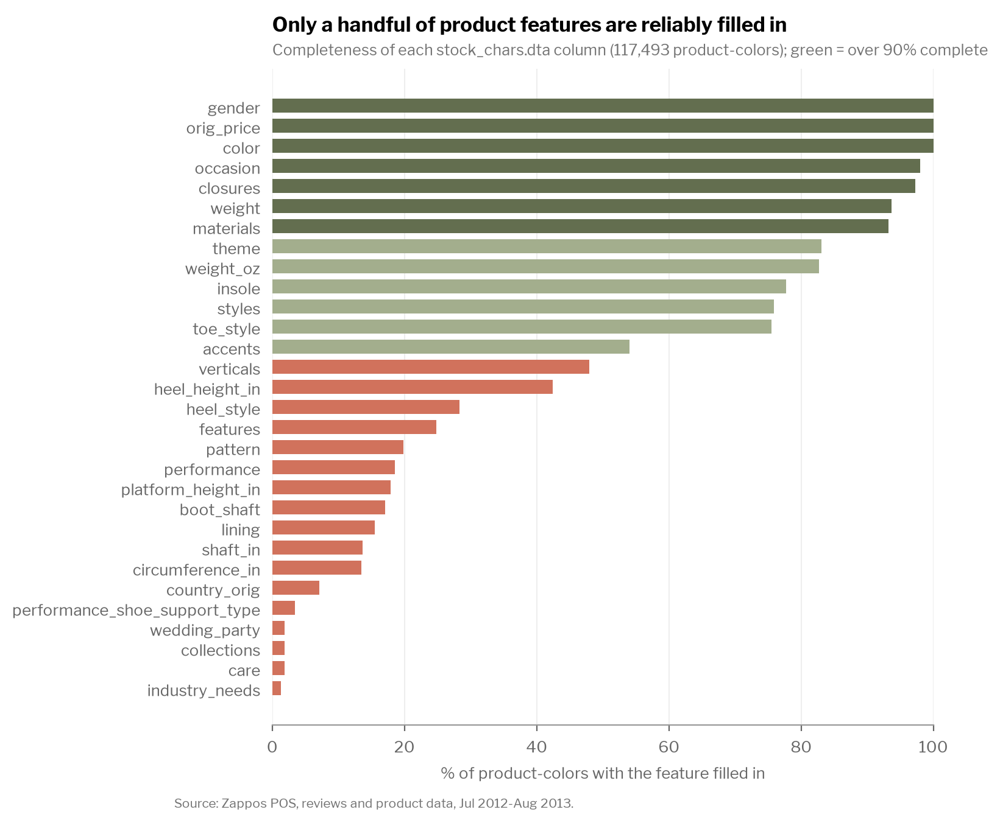 Only a handful of product features are reliably filled in
Completeness of each stock_chars.dta column (117,493 product-colors); green = over 90% complete
gender
orig_price
color
occasion
closures
weight
materials
theme
weight_oz
insole
styles
toe_style
accents
verticals
heel_height_in
heel_style
features
pattern
performance
platform_height_in
boot_shaft
lining
shaft_in
circumference_in
country_orig
performance_shoe_support_type
wedding_party
collections
care
industry_needs
0 20 40 60 80 100
% of product-colors with the feature filled in
Source: Zappos POS, reviews and product data, Jul 2012-Aug 2013.